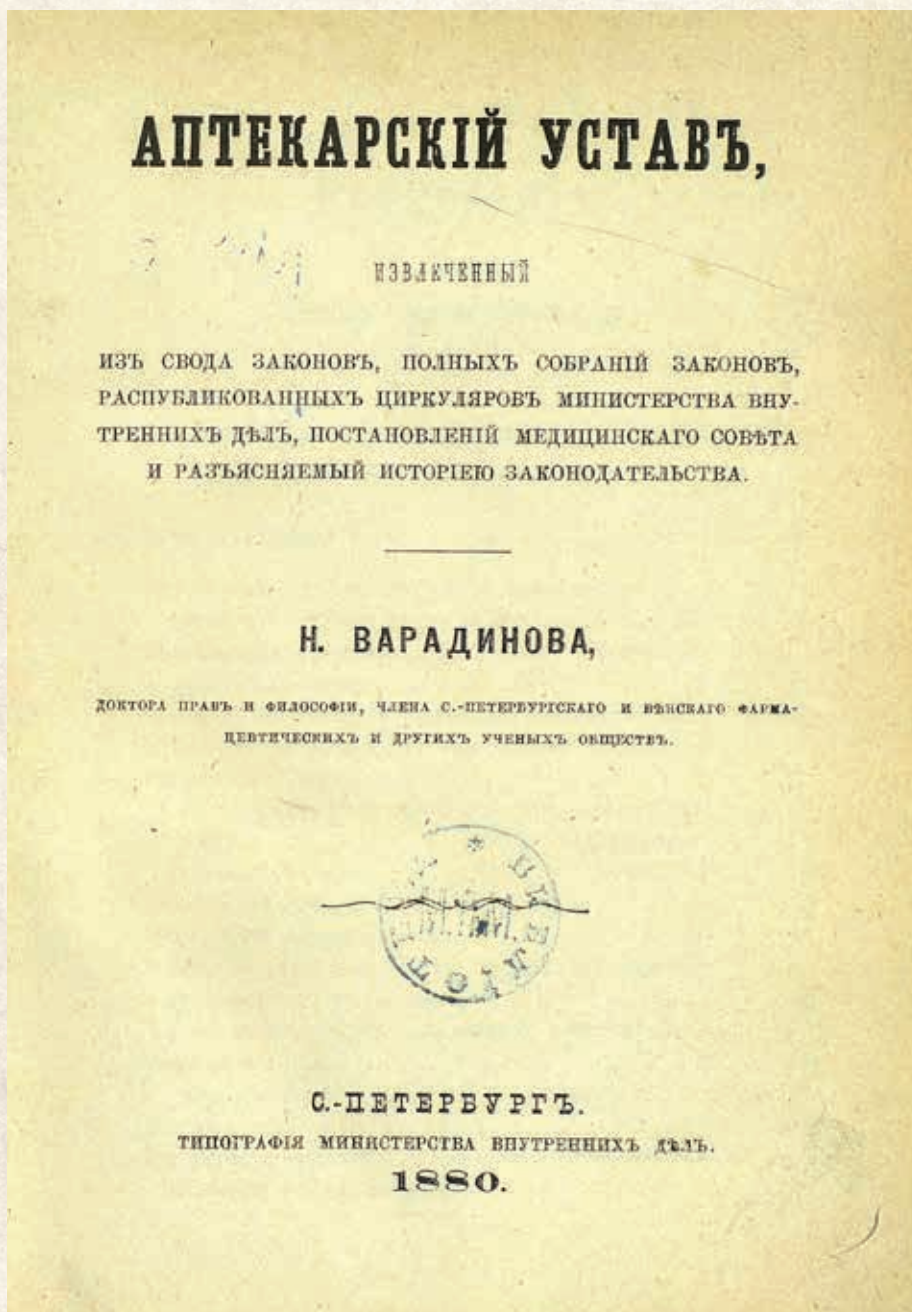 АПТЕКАРСКІЙ УСТАВЪ,
ИЗВЛЕЧЕННЫЙ
ИЗЪ СВОДА ЗАКОНОВЪ, ПОЛНЫХЪ СОБРАНІЙ ЗАКОНОВЪ,
РАСПУБЛИКОВАННЫХЪ ЦИРКУЛЯРОВЪ МИНИСТЕРСТВА ВНУ-
ТРЕННИХЪ ДѢЛЪ, ПОСТАНОВЛЕНІЙ МЕДИЦИНСКАГО СОВѢТА
И РАЗЪЯСНЯЕМЫЙ ИСТОРІЕЮ ЗАКОНОДАТЕЛЬСТВА.
Н. ВАРАДИНОВА,
ДОКТОРА ПРАВЪ И ФИЛОСОФІИ, ЧЛЕНА С.-ПЕТЕРБУРГСКАГО И ВѢНСКАГО ФАРМА-
ЦЕВТИЧЕСКИХЪ И ДРУГИХЪ УЧЕНЫХЪ ОБЩЕСТВЪ.
С.-ПЕТЕРБУРГЪ.
ТИПОГРАФІЯ МИНИСТЕРСТВА ВНУТРЕННИХЪ ДѢЛЪ.
1880.